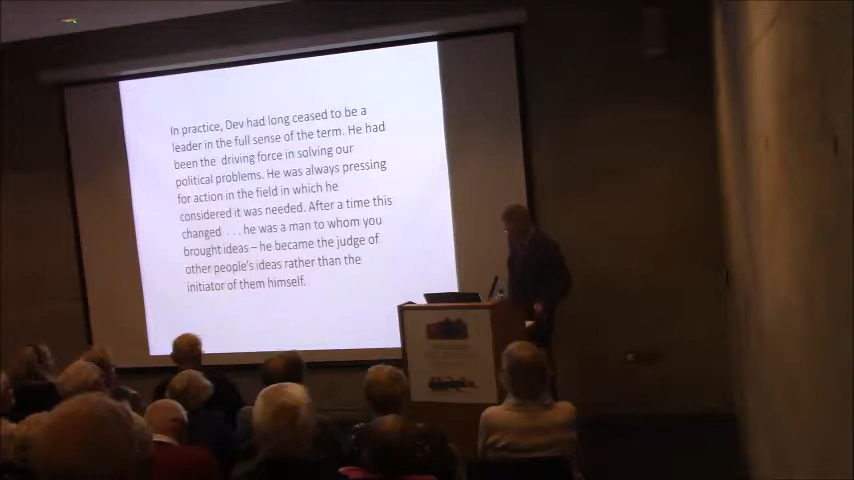 In practice, Dev had long ceased to be a
leader in the full sense of the term. He had
been the driving force in solving our
political problems. He was always pressing
for action in the field in which he
considered it was needed. After a time this
changed . . . he was a man to whom you
brought ideas – he became the judge of
other people's ideas rather than the
initiator of them himself.